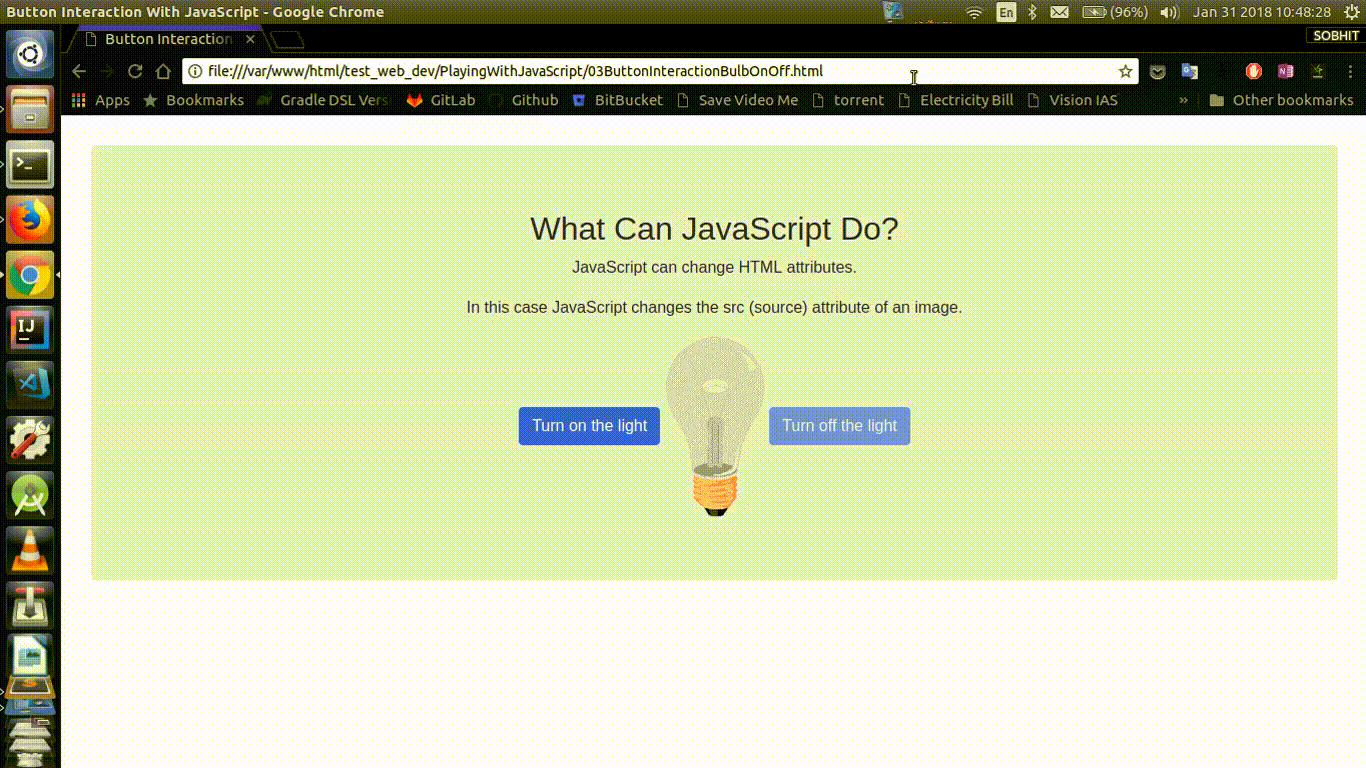 Button Interaction With JavaScript - Google Chrome
En
(96%)
Jan 31 2018 10:48:28
Button Interaction
SOBHIT
file:///var/www/html/test_web_dev/PlayingWithJavaScript/03ButtonInteractionBulbOnOff.html
Apps
Bookmarks
Gradle DSL Vers
GitLab
Github
BitBucket
Save Video Me
torrent
Electricity Bill
Vision IAS
»
Other bookmarks
What Can JavaScript Do?
JavaScript can change HTML attributes.
In this case JavaScript changes the src (source) attribute of an image.
Turn on the light
Turn off the light
IJ